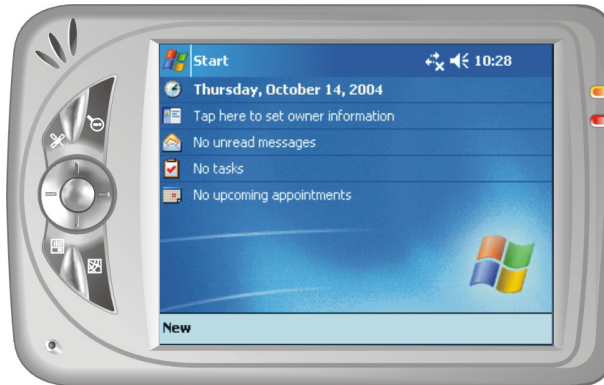 Start 10:28
Thursday, October 14, 2004
Tap here to set owner information
No unread messages
No tasks
No upcoming appointments
New